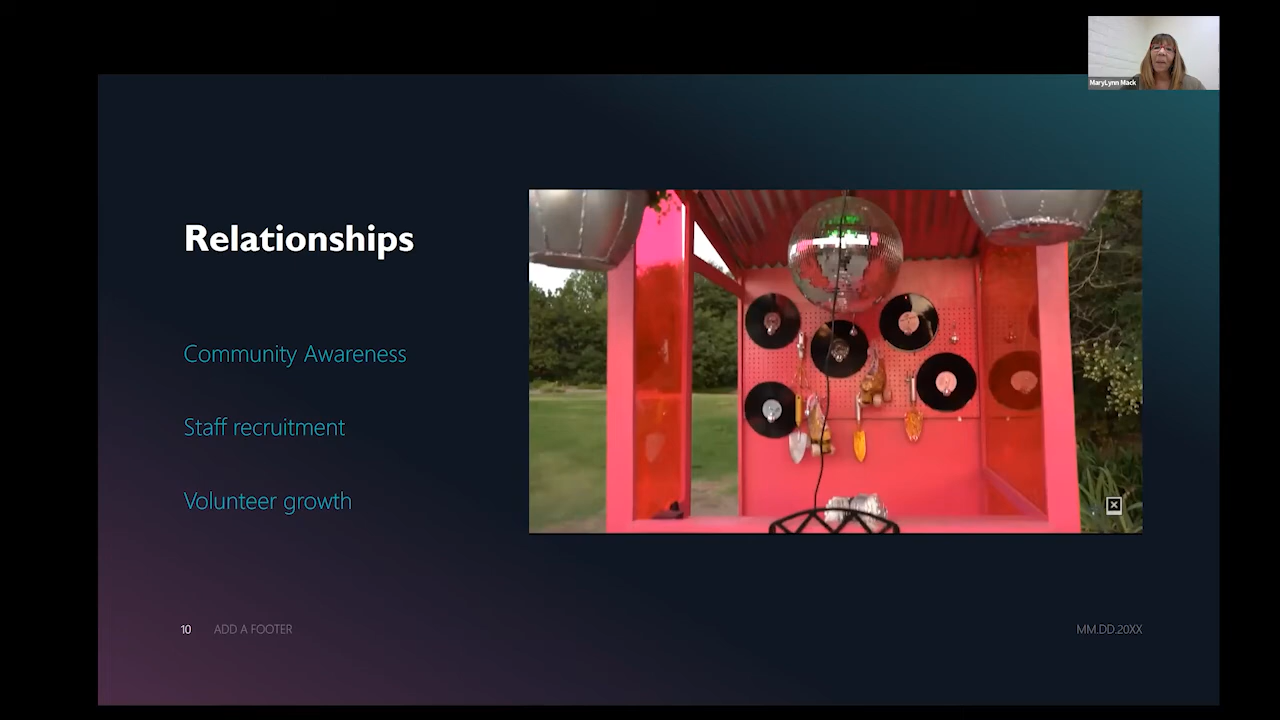 MaryLynn Mack
Relationships
Community Awareness
Staff recruitment
Volunteer growth
10 ADD A FOOTER
MM.DD.20XX